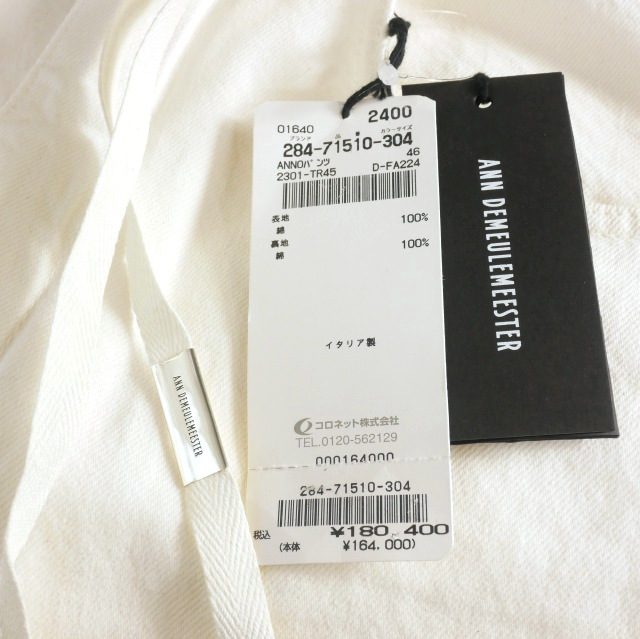 01640
2400
ブランド
品
カラーサイズ
284-71510-304
ANNOパンツ
46
2301-TR45
D-FA224
表地
綿
100%
裏地
綿
100%
イタリア製
コロネット株式会社
TEL.0120-562129
000164000
284-71510-304
税込
¥180,400
(本体
¥164,000)
ANN DEMEULEMEESTER
ANN DEMEULEMEESTER